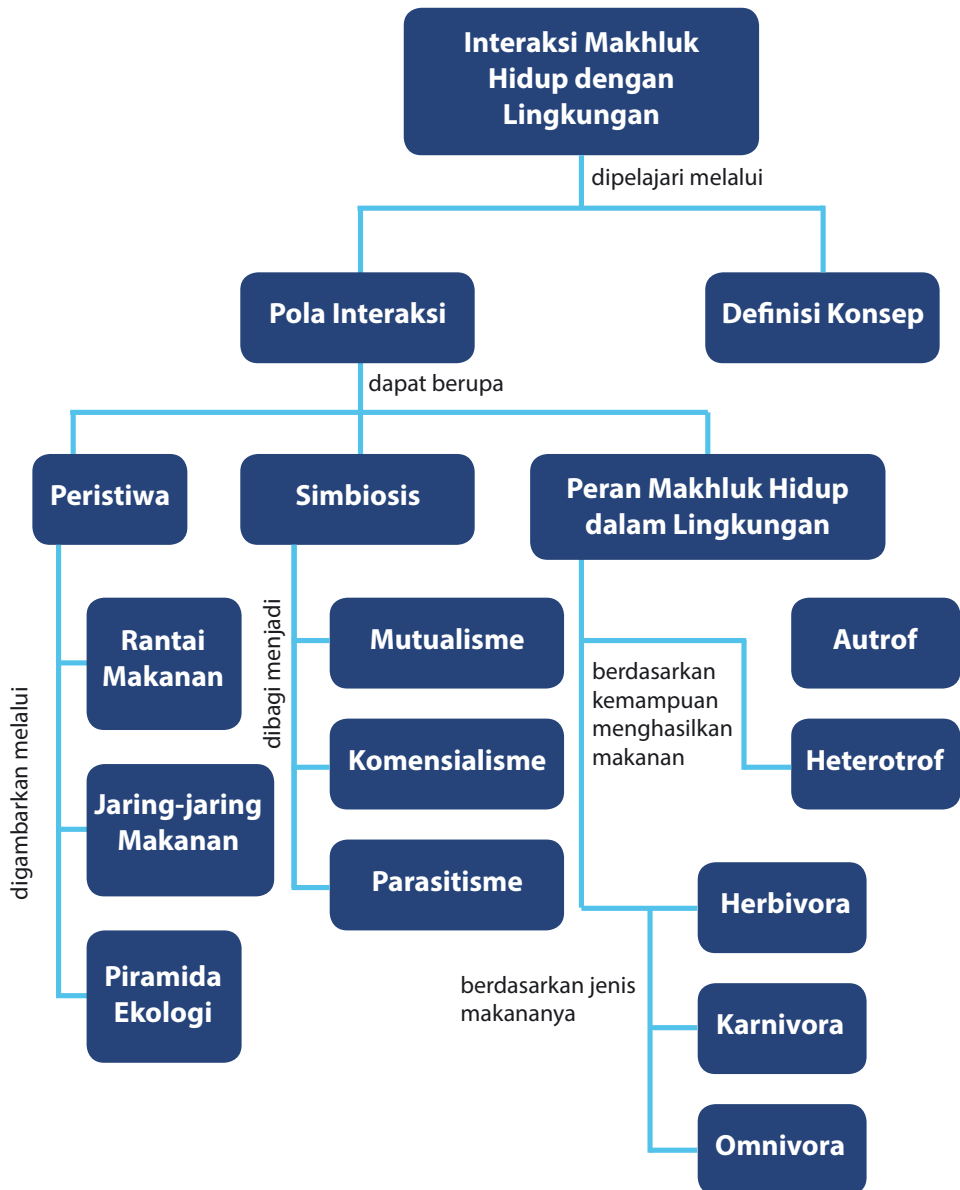 Interaksi Makhluk
Hidup dengan
Lingkungan
dipelajari melalui
Pola Interaksi
Definisi Konsep
dapat berupa
Peristiwa
Simbiosis
Peran Makhluk Hidup
dalam Lingkungan
digambarkan melalui
Rantai
Makanan
Jaring-jaring
Makanan
Piramida
Ekologi
dibagi menjadi
Mutualisme
Komensialisme
Parasitisme
berdasarkan
kemampuan
menghasilkan
makanan
Autrof
Heterotrof
berdasarkan jenis
makananya
Herbivora
Karnivora
Omnivora